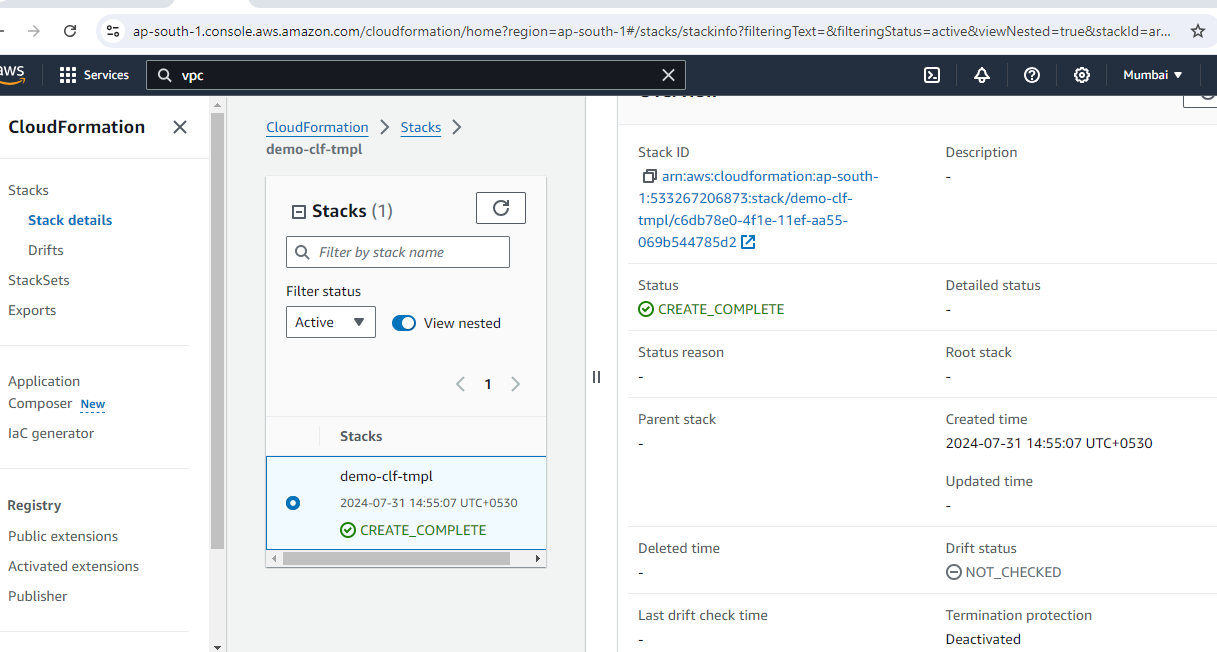 ap-south-1.console.aws.amazon.com/cloudformation/home?region=ap-south-1#/stacks/stackinfo?filteringText=&filteringStatus=active&viewNested=true&stackId=ar...
aws
Services
vpc
Mumbai
CloudFormation
Stacks
Stack details
Drifts
StackSets
Exports
Application
Composer New
IaC generator
Registry
Public extensions
Activated extensions
Publisher
CloudFormation
Stacks
demo-clf-tmpl
Stacks (1)
Filter by stack name
Filter status
Active
View nested
1
Stacks
demo-clf-tmpl
2024-07-31 14:55:07 UTC+0530
CREATE_COMPLETE
Overview
Stack ID
arn:aws:cloudformation:ap-south-
1:533267206873:stack/demo-clf-
tmpl/c6db78e0-4f1e-11ef-aa55-
069b544785d2
Description
-
Status
CREATE_COMPLETE
Detailed status
-
Status reason
-
Root stack
-
Parent stack
-
Created time
2024-07-31 14:55:07 UTC+0530
Updated time
-
Deleted time
-
Drift status
NOT_CHECKED
Last drift check time
-
Termination protection
Deactivated